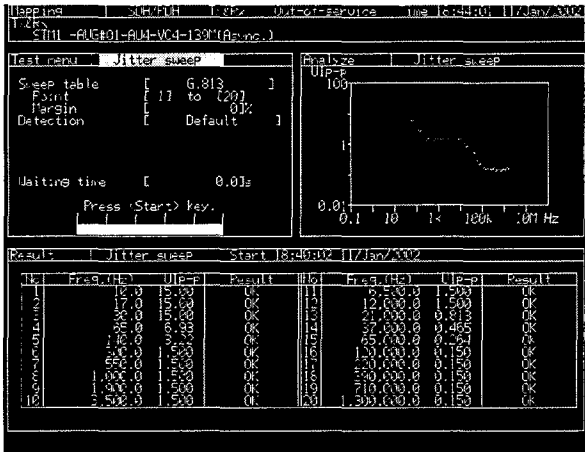 Mapping SDH/PDH Tx&Rx Out-of-service Time 18:44:01 11/Jan/2002
Tx&Rx
STM1 -AUG#01-AU4-VC4-139M(Async.)
Test menu Jitter sweep
Sweep table [ G.813 ]
Point [ 1] to [20]
Margin [ 0]%
Detection [ Default ]
Waiting time [ 0.0]s
Press (Start) key.
Analyze Jitter sweep
UIp-p
100
1
0.01
0.1 10 1k 100k 10M Hz
Result Jitter sweep Start 18:40:02 11/Jan/2002
No Freq.(Hz) UIp-p Result No Freq.(Hz) UIp-p Result
1 10.0 15.00 OK 11 6,500.0 1.500 OK
2 17.0 15.00 OK 12 12,000.0 1.500 OK
3 30.0 15.00 OK 13 21,000.0 0.813 OK
4 65.0 6.93 OK 14 37,000.0 0.465 OK
5 140.0 3.22 OK 15 65,000.0 0.264 OK
6 300.0 1.500 OK 16 120,000.0 0.150 OK
7 550.0 1.500 OK 17 220,000.0 0.150 OK
8 1,000.0 1.500 OK 18 390,000.0 0.150 OK
9 1,900.0 1.500 OK 19 710,000.0 0.150 OK
10 3,500.0 1.500 OK 20 1,300,000.0 0.150 OK